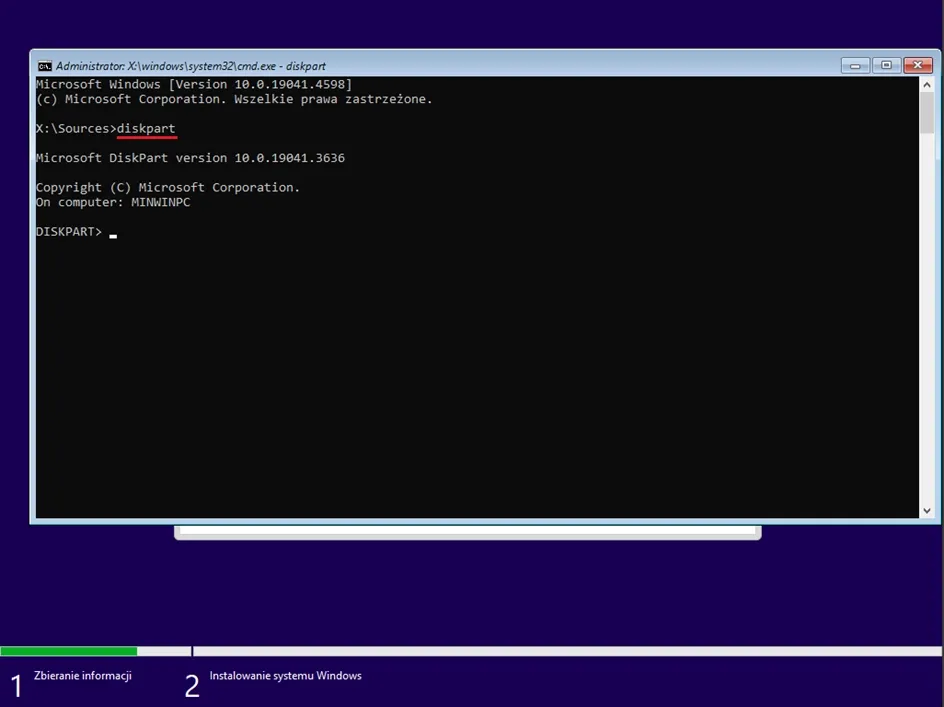 Administrator: X:\windows\system32\cmd.exe - diskpart
Microsoft Windows [Version 10.0.19041.4598]
(c) Microsoft Corporation. Wszelkie prawa zastrzeżone.
X:\Sources>diskpart
Microsoft DiskPart version 10.0.19041.3636
Copyright (C) Microsoft Corporation.
On computer: MINWINPC
DISKPART>
1 Zbieranie informacji
2 Instalowanie systemu Windows